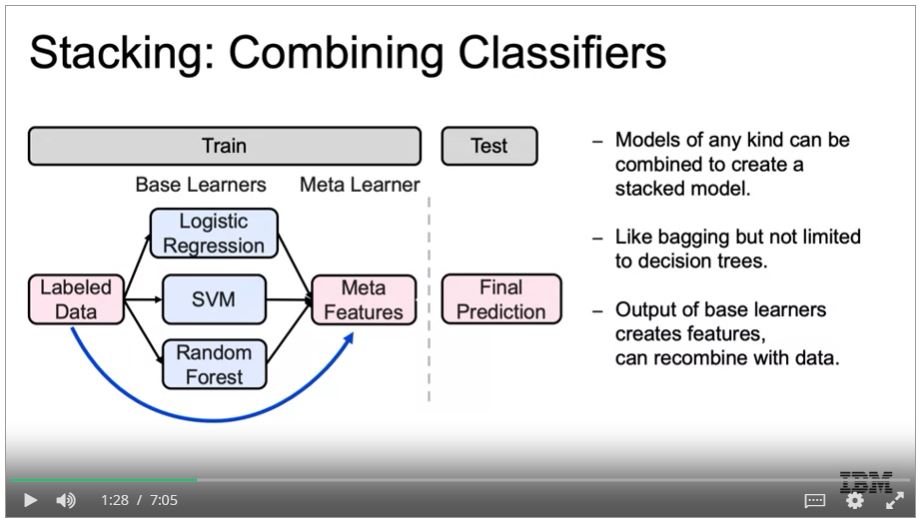 Stacking: Combining Classifiers
Train
Test
Base Learners
Meta Learner
Logistic
Regression
Labeled
Data
SVM
Meta
Features
Final
Prediction
Random
Forest
– Models of any kind can be
combined to create a
stacked model.
– Like bagging but not limited
to decision trees.
– Output of base learners
creates features,
can recombine with data.
IBM
1:28 / 7:05